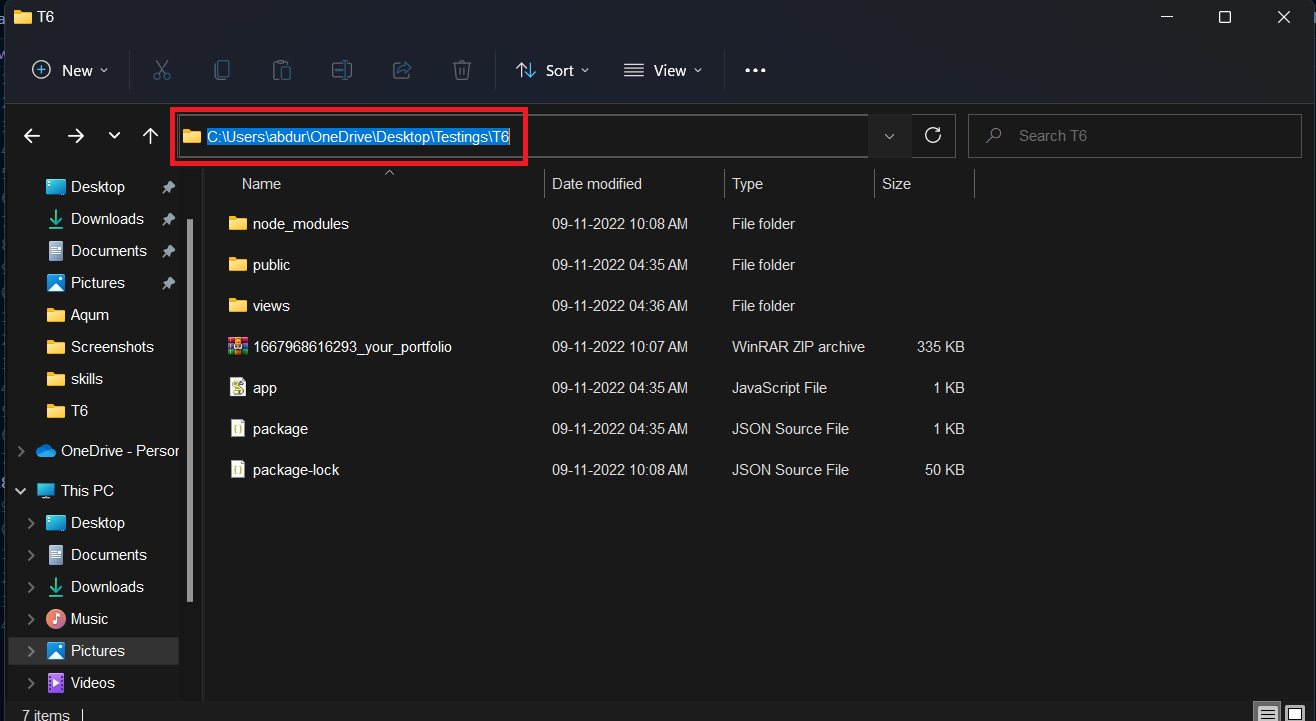 T6
New Sort View
C:\Users\abdur\OneDrive\Desktop\Testings\T6
Search T6
Desktop
Downloads
Documents
Pictures
Aqum
Screenshots
skills
T6
OneDrive - Person
This PC
Desktop
Documents
Downloads
Music
Pictures
Videos
Name Date modified Type Size
node_modules 09-11-2022 10:08 AM File folder
public 09-11-2022 04:35 AM File folder
views 09-11-2022 04:36 AM File folder
1667968616293_your_portfolio 09-11-2022 10:07 AM WinRAR ZIP archive 335 KB
app 09-11-2022 04:35 AM JavaScript File 1 KB
package 09-11-2022 04:35 AM JSON Source File 1 KB
package-lock 09-11-2022 10:08 AM JSON Source File 50 KB
7 items